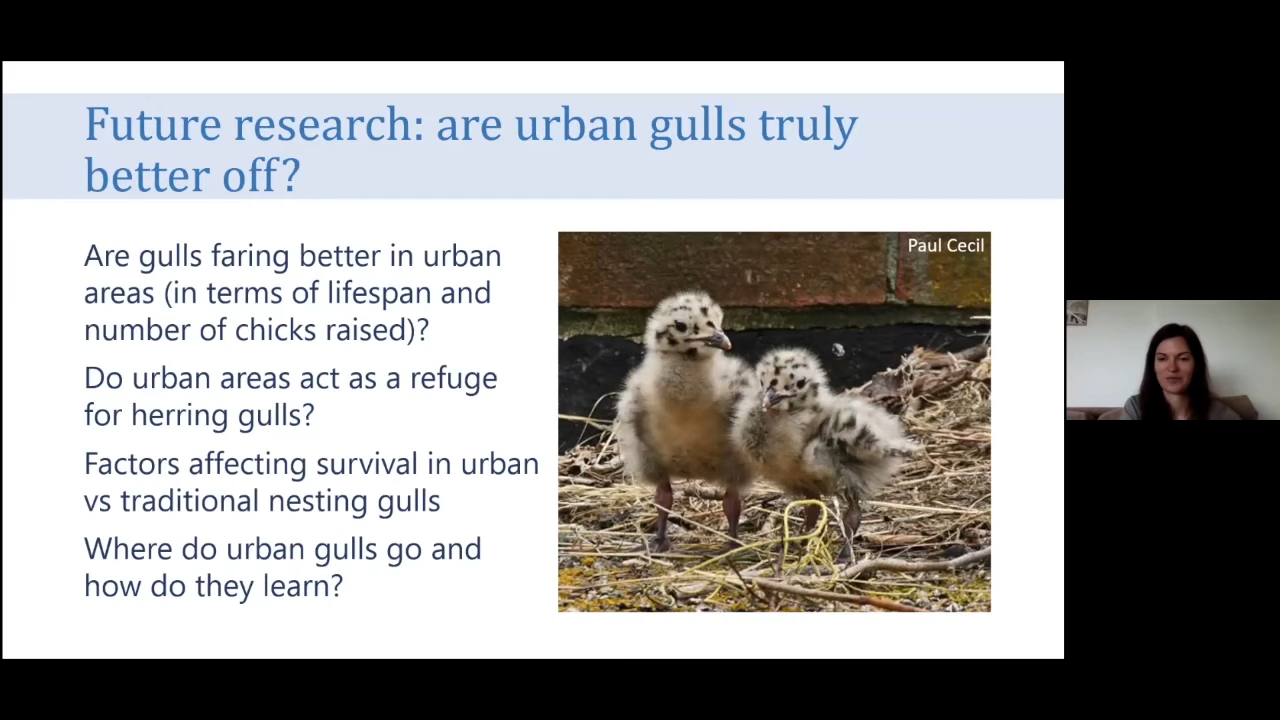 Future research: are urban gulls truly
better off?
Paul Cecil
Are gulls faring better in urban
areas (in terms of lifespan and
number of chicks raised)?
Do urban areas act as a refuge
for herring gulls?
Factors affecting survival in urban
vs traditional nesting gulls
Where do urban gulls go and
how do they learn?